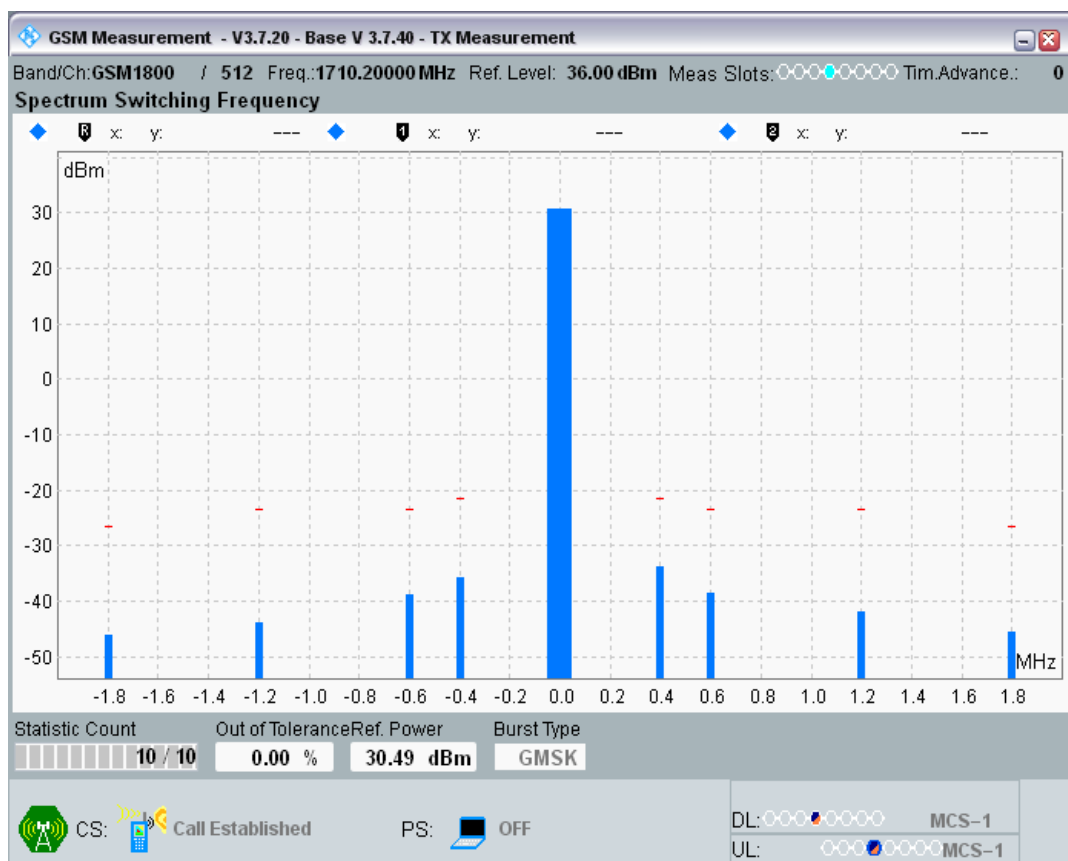 GSM Measurement - V3.7.20 - Base V 3.7.40 - TX Measurement
Band/Ch:GSM1800 / 512 Freq.:1710.20000MHz Ref. Level: 36.00 dBm Meas Slots: Tim.Advance.: 0
Spectrum Switching Frequency
R x: y: --- 1 x: y: --- 2 x: y: ---
dBm
30
20
10
0
-10
-20
-30
-40
-50
MHz
-1.8 -1.6 -1.4 -1.2 -1.0 -0.8 -0.6 -0.4 -0.2 0.0 0.2 0.4 0.6 0.8 1.0 1.2 1.4 1.6 1.8
Statistic Count Out of Tolerance Ref. Power Burst Type
10 / 10 0.00 % 30.49 dBm GMSK
CS: Call Established PS: OFF
DL: MCS-1
UL: MCS-1